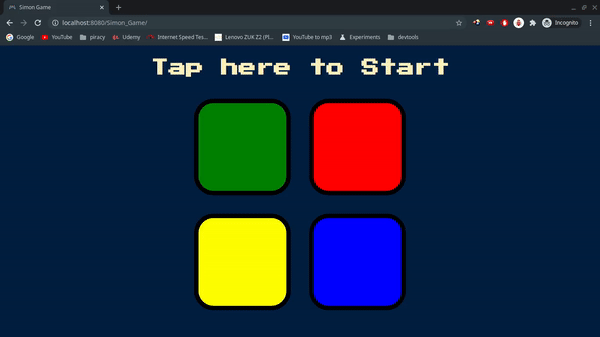 Simon Game
localhost:8080/Simon_Game/
Incognito
Google YouTube piracy Udemy Internet Speed Tes... Lenovo ZUK Z2 (Pl... YouTube to mp3 Experiments devtools
Tap here to Start